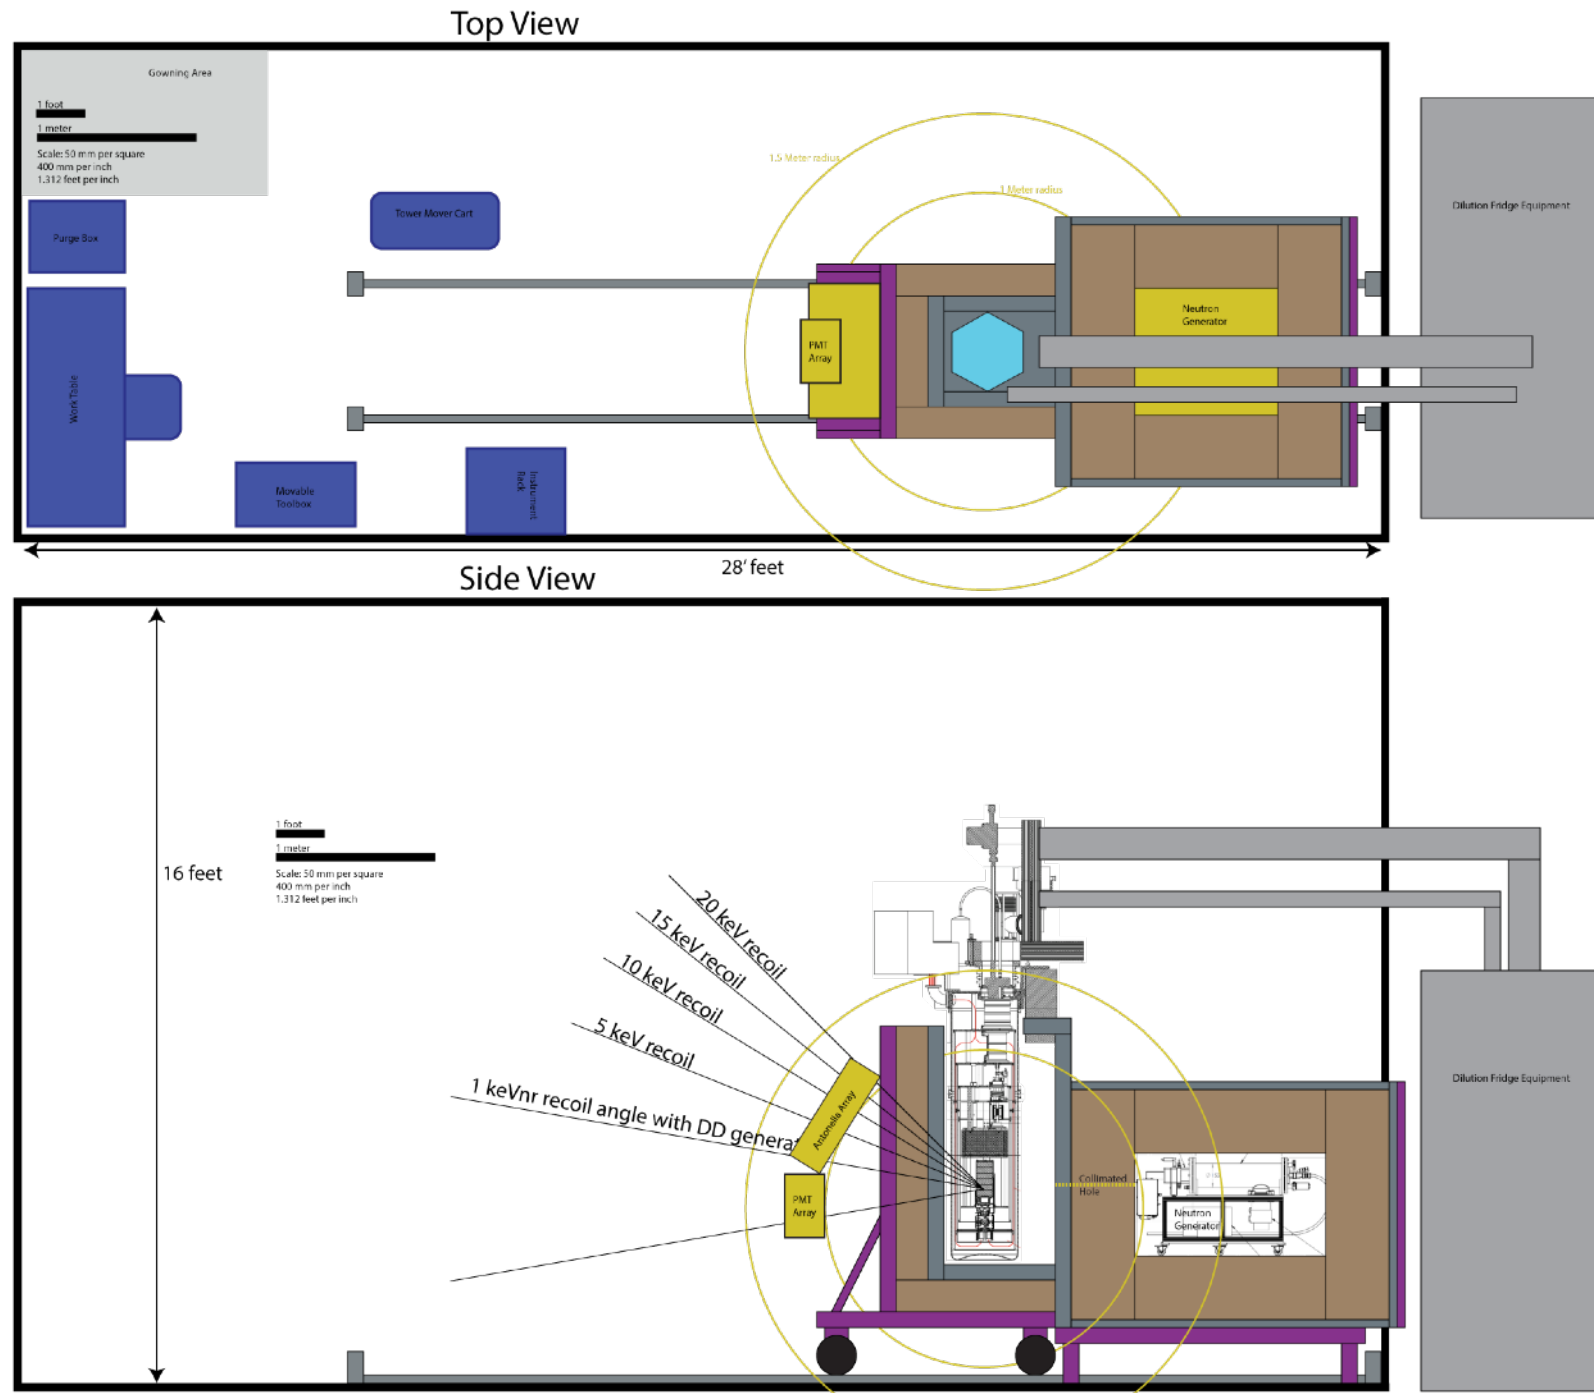 Top View
Gowning Area
1 foot
1 meter
Scale: 50 mm per square
400 mm per inch
1.312 feet per inch
1.5 Meter radius
1 Meter radius
Tower Mover Cart
Purge Box
Dilution Fridge Equipment
Neutron
Generator
PMT
Array
Work Table
Movable
Toolbox
Instrument
Rack
28' feet
Side View
16 feet
1 foot
1 meter
Scale: 50 mm per square
400 mm per inch
1.312 feet per inch
20 keV recoil
15 keV recoil
10 keV recoil
5 keV recoil
1 keVnr recoil angle with DD generat
Antonella Array
PMT
Array
Collimated
Hole
Neutron
Generator
Dilution Fridge Equipment